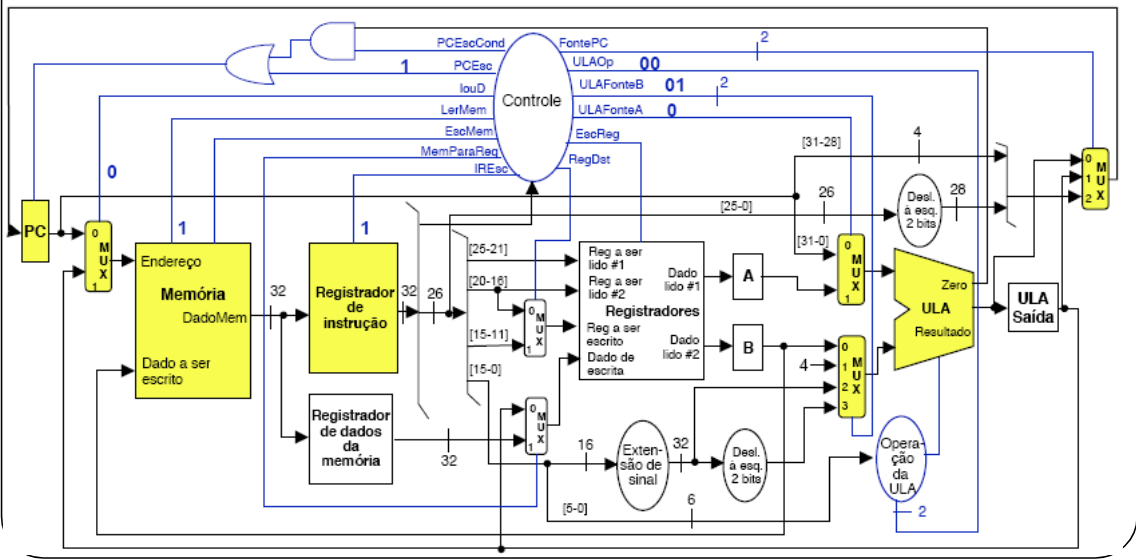 PCEscCond
PCEsc
1
IouD
LerMem
EscMem
MemParaReg
IREsc
Controle
FontePC
2
ULAOp
00
ULAFonteB
01
2
ULAFonteA
0
EscReg
RegDst
0
1
1
PC
0
M
U
X
1
Endereço
Memória
DadoMem
Dado a ser
escrito
32
Registrador
de
instrução
32
26
Registrador
de dados
da
memória
32
[25-21]
[20-16]
[15-11]
[15-0]
0
M
U
X
1
0
M
U
X
1
Reg a ser
lido #1
Reg a ser
lido #2
Registradores
Reg a ser
escrito
Dado de
escrita
Dado
lido #1
Dado
lido #2
A
B
16
Exten-
são de
sinal
32
Desl.
à esq.
2 bits
[5-0]
6
[31-28]
4
[25-0]
26
Desl.
à esq.
2 bits
28
[31-0]
0
M
U
X
1
4
0
1
2
3
M
U
X
Zero
ULA
Resultado
ULA
Saída
Opera-
ção
da
ULA
2
0
1
2
M
U
X